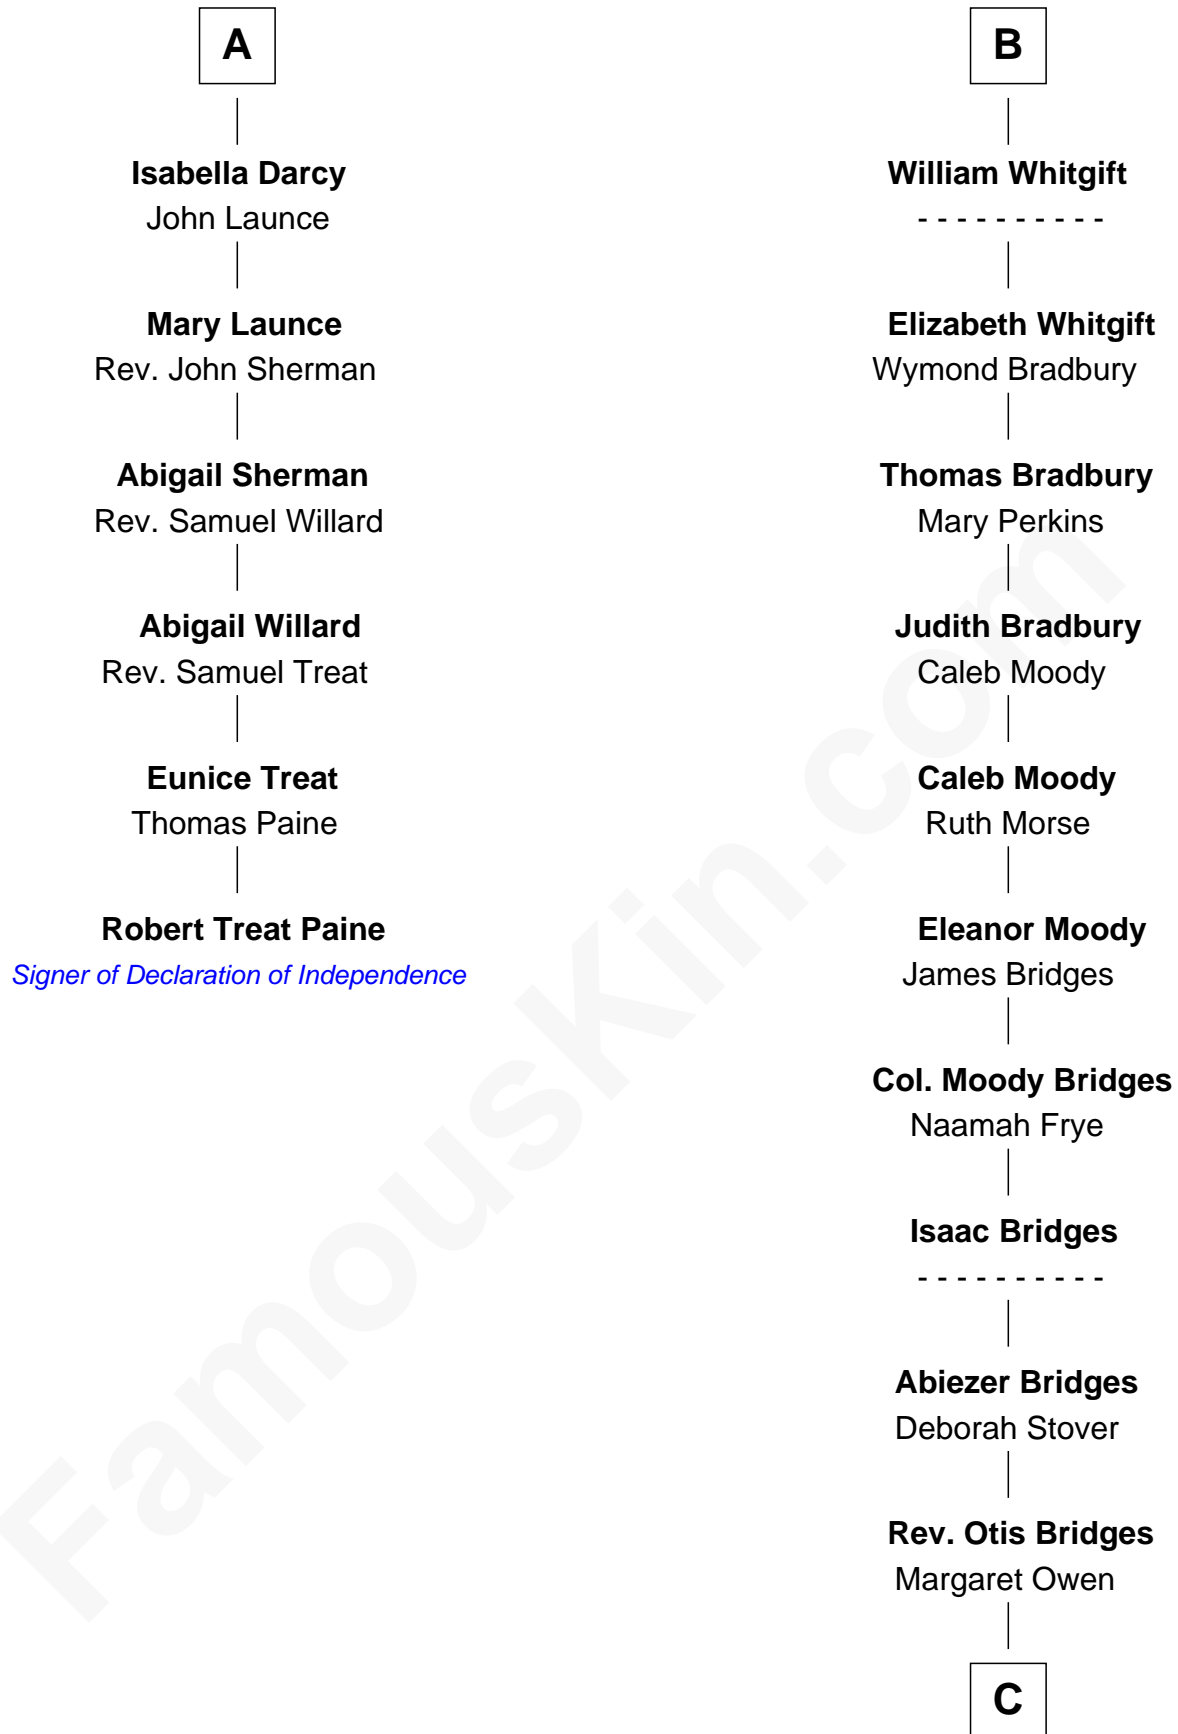 A
Isabella Darcy
John Launce
Mary Launce
Rev. John Sherman
Abigail Sherman
Rev. Samuel Willard
Abigail Willard
Rev. Samuel Treat
Eunice Treat
Thomas Paine
Robert Treat Paine
Signer of Declaration of Independence
B
William Whitgift
- - - - - - - - - -
Elizabeth Whitgift
Wymond Bradbury
Thomas Bradbury
Mary Perkins
Judith Bradbury
Caleb Moody
Caleb Moody
Ruth Morse
Eleanor Moody
James Bridges
Col. Moody Bridges
Naamah Frye
Isaac Bridges
- - - - - - - - - -
Abiezer Bridges
Deborah Stover
Rev. Otis Bridges
Margaret Owen
C
FamousKin.com